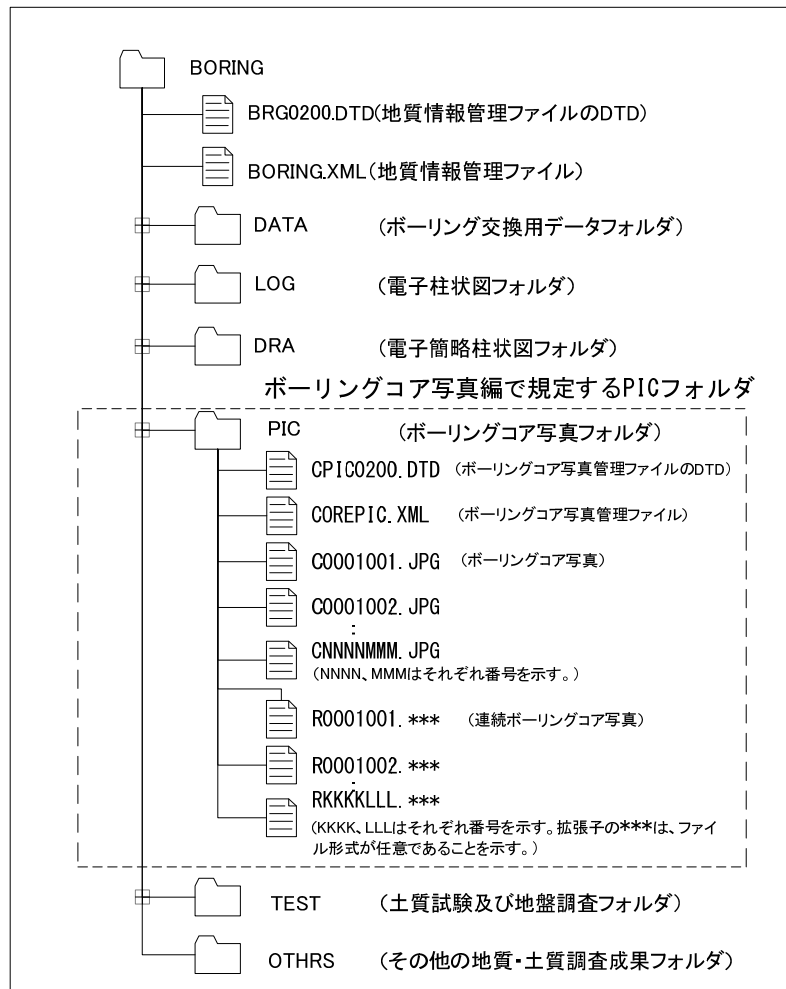 BORING
BRG0200.DTD(地質情報管理ファイルのDTD)
BORING.XML(地質情報管理ファイル)
DATA (ボーリング交換用データフォルダ)
LOG (電子柱状図フォルダ)
DRA (電子簡略柱状図フォルダ)
ボーリングコア写真編で規定するPICフォルダ
PIC (ボーリングコア写真フォルダ)
CPIC0200.DTD (ボーリングコア写真管理ファイルのDTD)
COREPIC.XML (ボーリングコア写真管理ファイル)
C0001001.JPG (ボーリングコア写真)
C0001002.JPG
:
CNNNNMMM.JPG
(NNNN、MMMはそれぞれ番号を示す。)
R0001001.*** (連続ボーリングコア写真)
R0001002.***
:
RKKKKLLL.***
(KKKK、LLLはそれぞれ番号を示す。拡張子の***は、ファイ
ル形式が任意であることを示す。)
TEST (土質試験及び地盤調査フォルダ)
OTHRS (その他の地質・土質調査成果フォルダ)